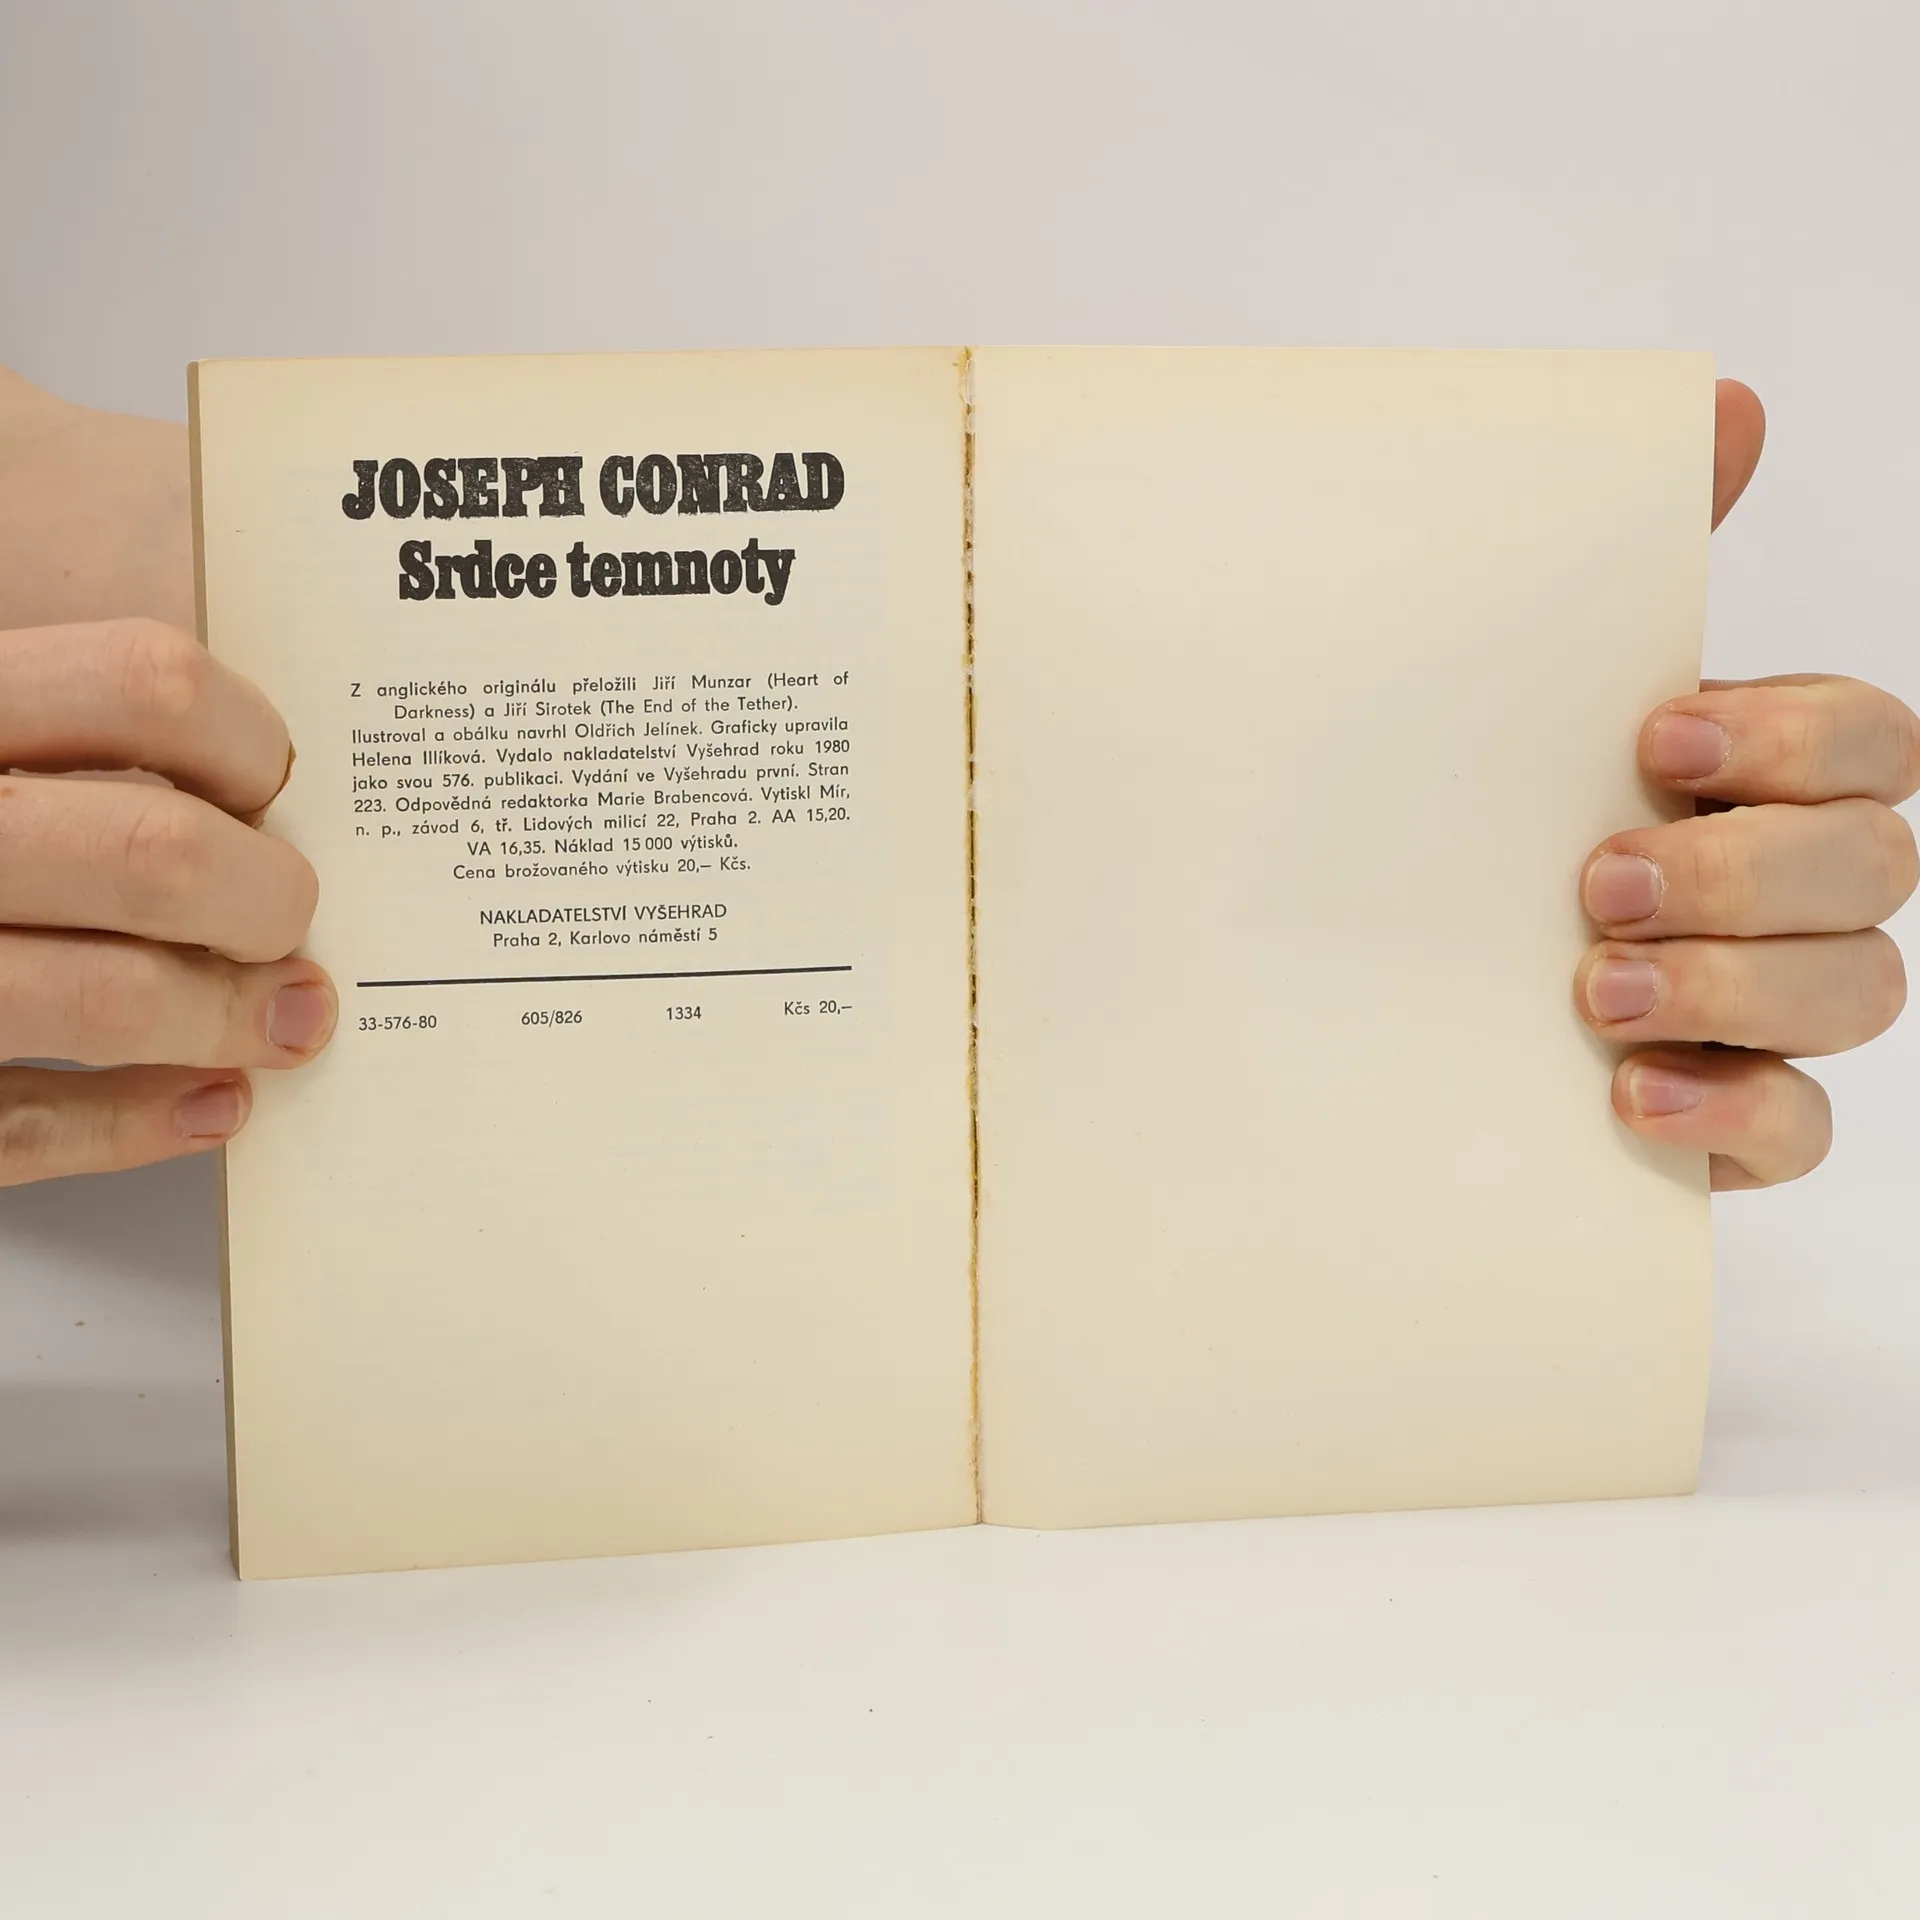 JOSEPH CONRAD
Srdce temnoty
Z anglického originálu přeložili Jiří Munzar (Heart of
Darkness) a Jiří Sirotek (The End of the Tether).
Ilustroval a obálku navrhl Oldřich Jelínek. Graficky upravila
Helena Illíková. Vydalo nakladatelství Vyšehrad roku 1980
jako svou 576. publikaci. Vydání ve Vyšehradu první. Stran
223. Odpovědná redaktorka Marie Brabencová. Vytiskl Mír,
n. p., závod 6, tř. Lidových milicí 22, Praha 2. AA 15,20.
VA 16,35. Náklad 15 000 výtisků.
Cena brožovaného výtisku 20,– Kčs.
NAKLADATELSTVÍ VYŠEHRAD
Praha 2, Karlovo náměstí 5
33-576-80 605/826 1334 Kčs 20,–